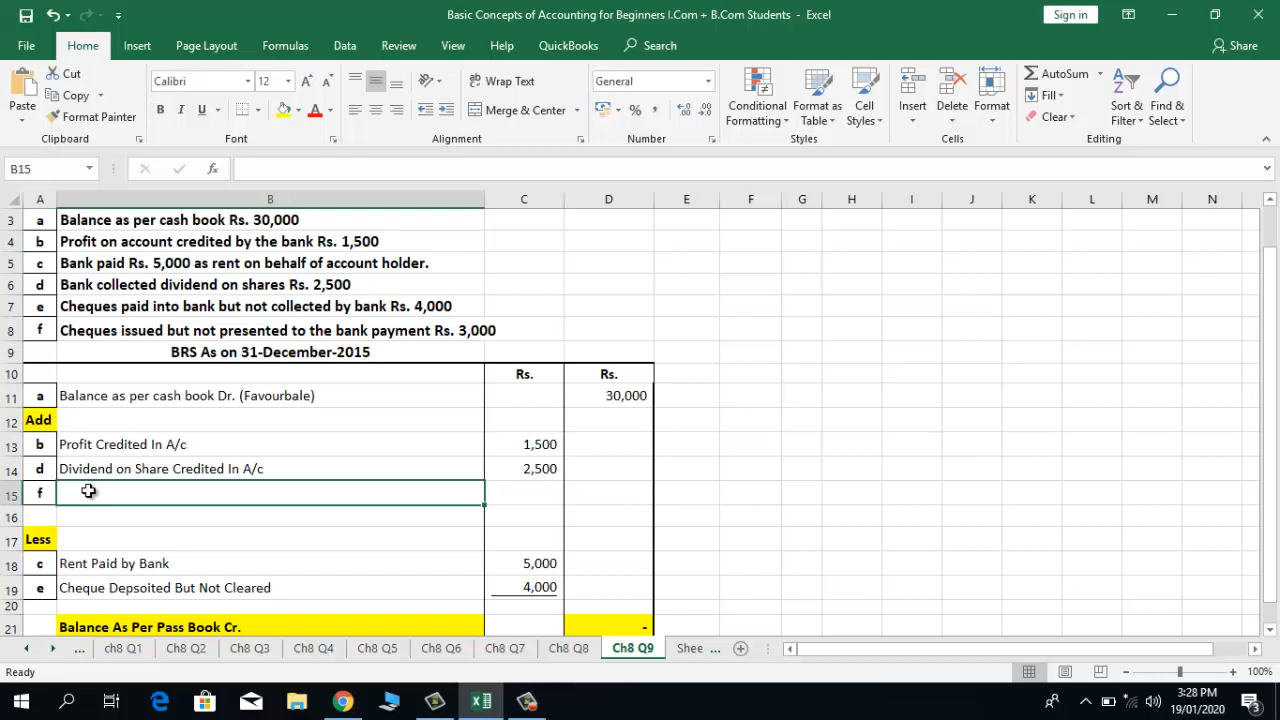 Basic Concepts of Accounting for Beginners I.Com + B.Com Students - Excel
Sign in
File Home Insert Page Layout Formulas Data Review View Help QuickBooks Search Share
Paste Cut Copy Format Painter
Calibri 12
B I U A
Wrap Text
Merge & Center
General
Conditional Formatting Format as Table Cell Styles
Insert Delete Format
AutoSum Fill Clear
Sort & Filter Find & Select
Clipboard Font Alignment Number Styles Cells Editing
B15 fx
A B C D E F G H I J K L M N
3 a Balance as per cash book Rs. 30,000
4 b Profit on account credited by the bank Rs. 1,500
5 c Bank paid Rs. 5,000 as rent on behalf of account holder.
6 d Bank collected dividend on shares Rs. 2,500
7 e Cheques paid into bank but not collected by bank Rs. 4,000
8 f Cheques issued but not presented to the bank payment Rs. 3,000
9 BRS As on 31-December-2015
10 Rs. Rs.
11 a Balance as per cash book Dr. (Favourbale) 30,000
12 Add
13 b Profit Credited In A/c 1,500
14 d Dividend on Share Credited In A/c 2,500
15 f
16
17 Less
18 c Rent Paid by Bank 5,000
19 e Cheque Depsoited But Not Cleared 4,000
20
21 Balance As Per Pass Book Cr. -
... ch8 Q1 Ch8 Q2 Ch8 Q3 Ch8 Q4 Ch8 Q5 Ch8 Q6 Ch8 Q7 Ch8 Q8 Ch8 Q9 Shee ...
Ready 100%
3:28 PM
19/01/2020
3